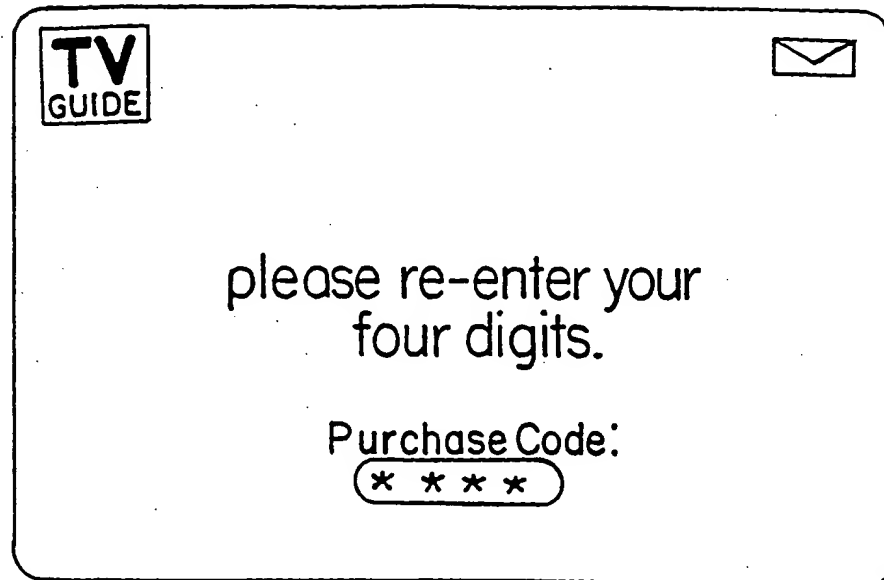 TV
GUIDE
please re-enter your
four digits.
Purchase Code:
* * * *